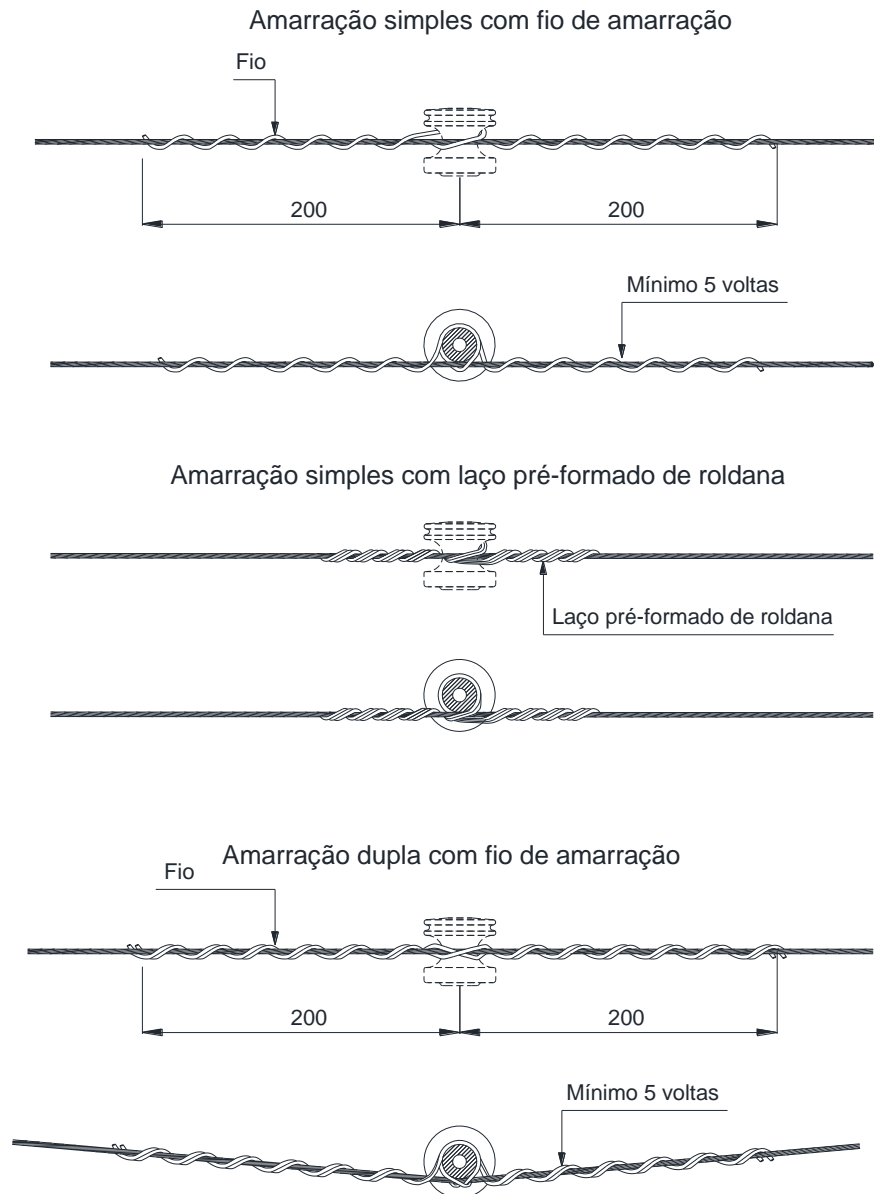 Amarração simples com fio de amarração
Fio
200
200
Mínimo 5 voltas
Amarração simples com laço pré-formado de roldana
Laço pré-formado de roldana
Amarração dupla com fio de amarração
Fio
200
200
Mínimo 5 voltas